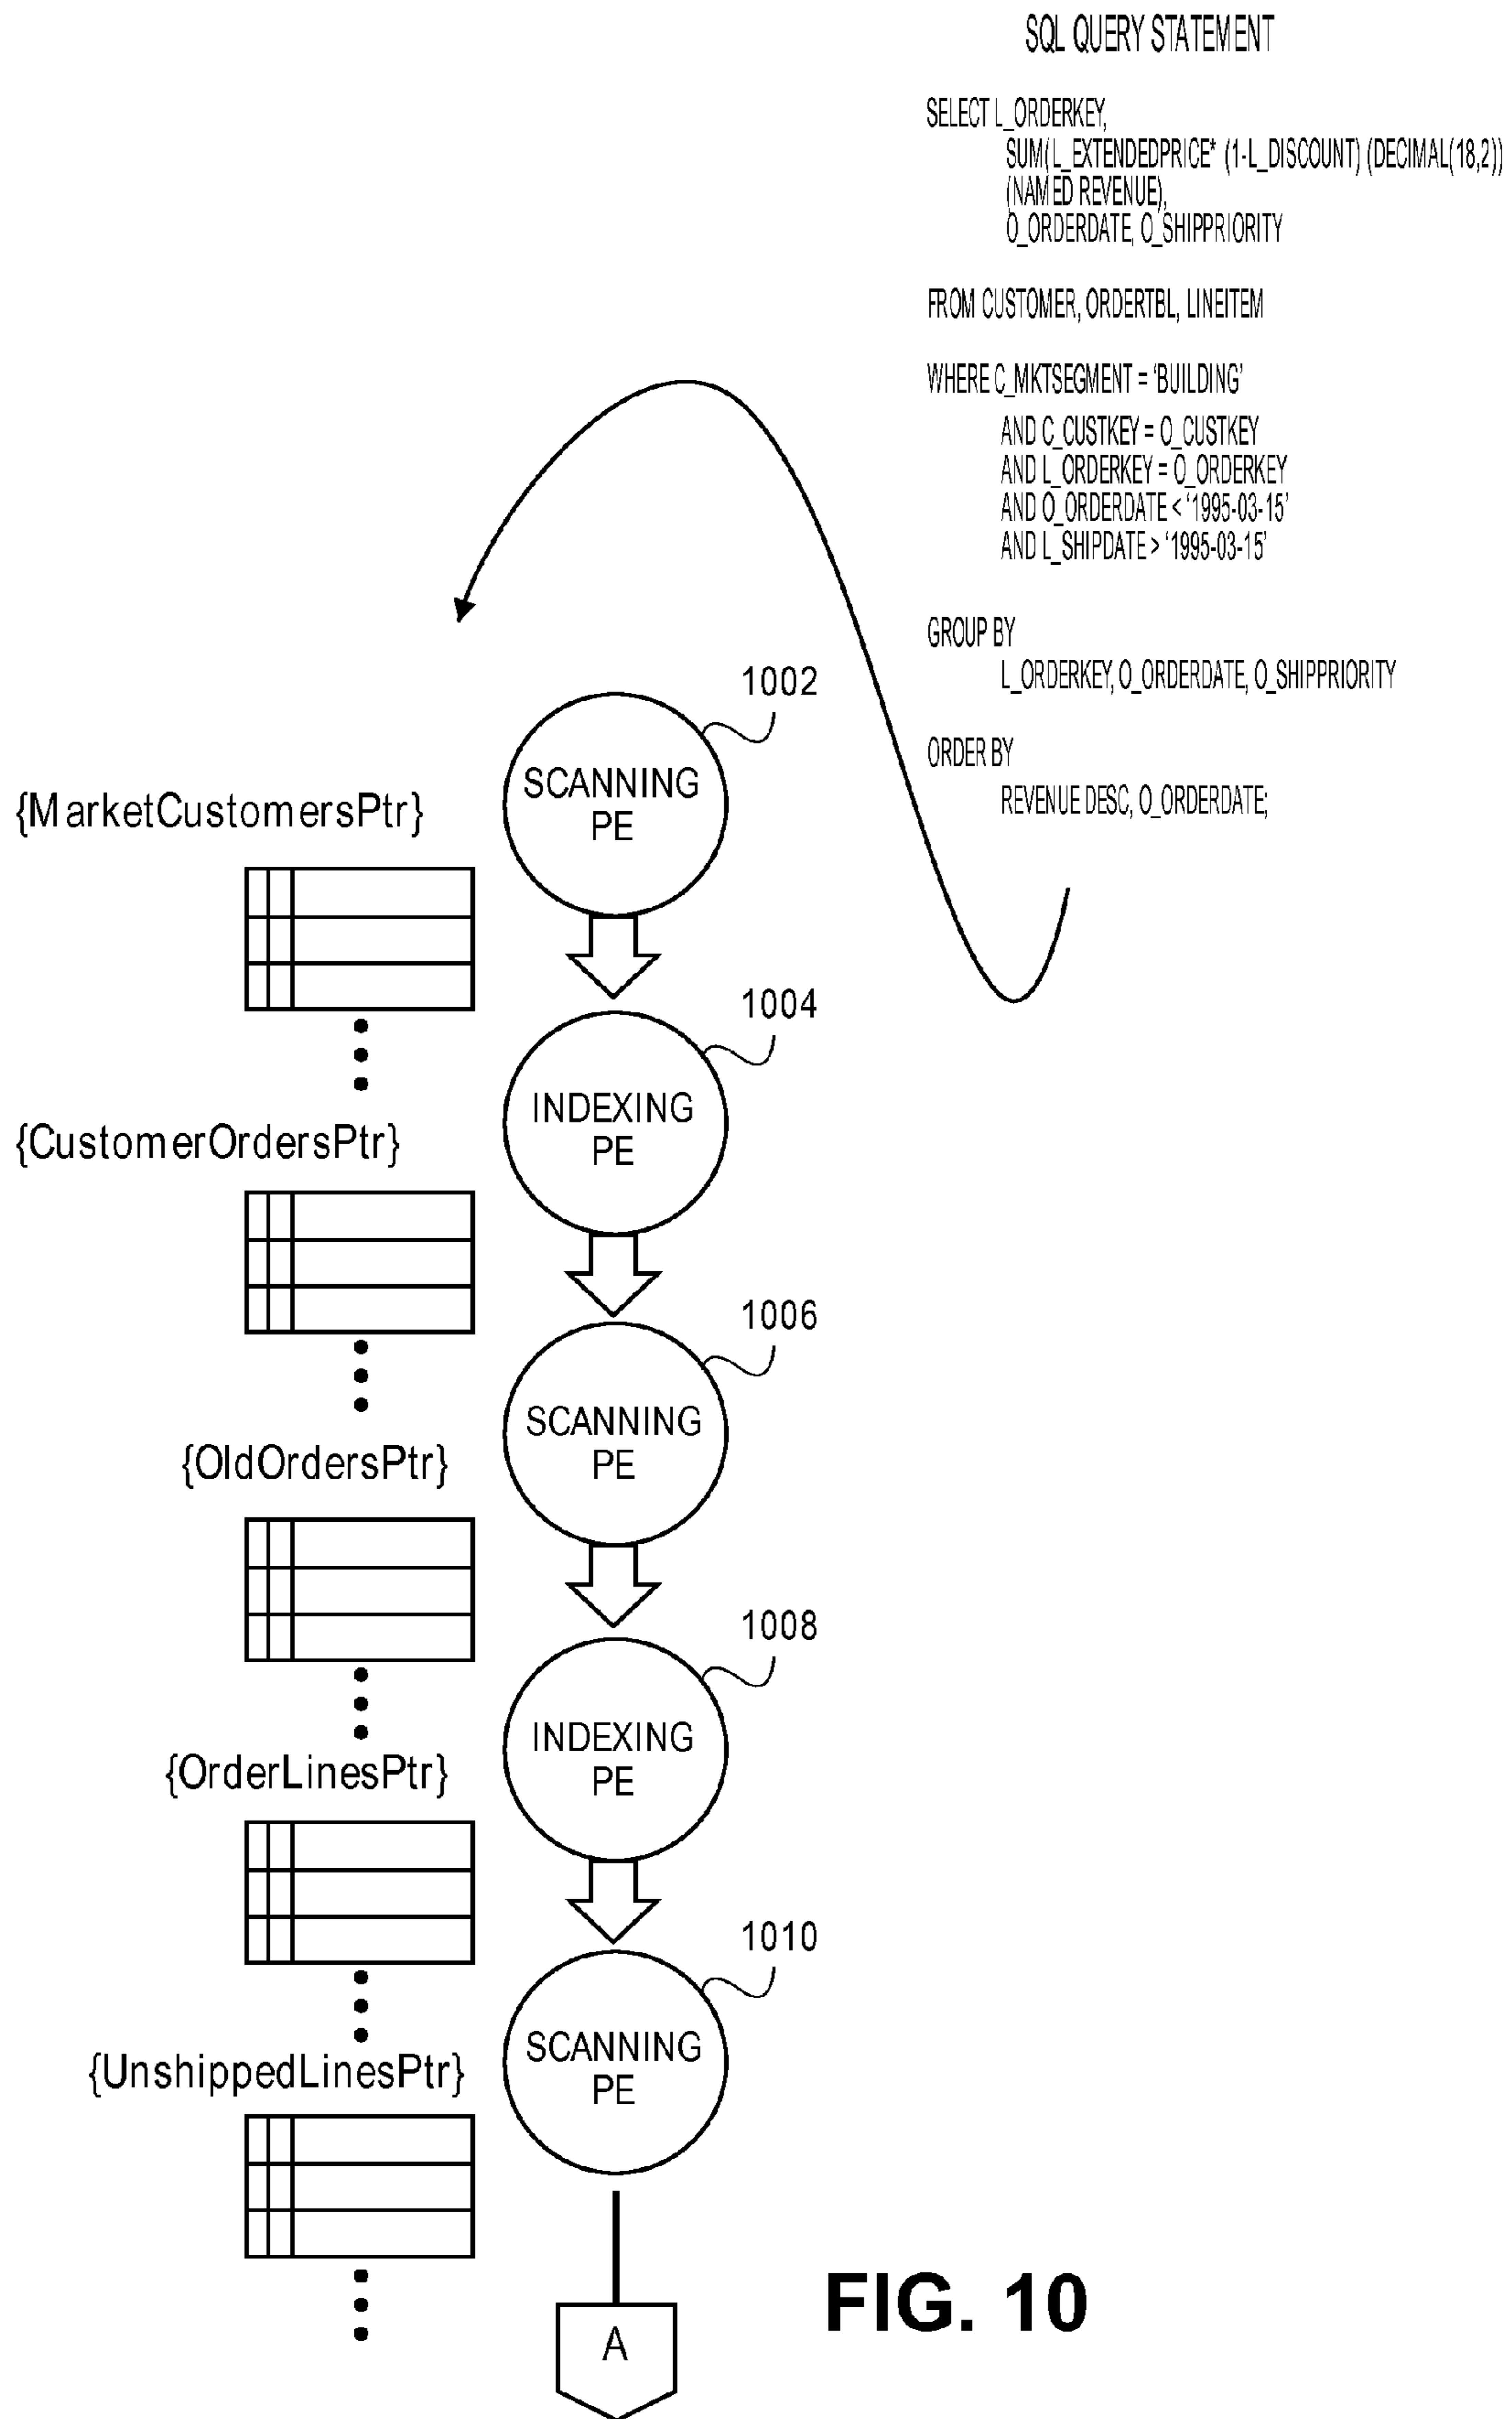 SQL QUERY STATEMENT
SELECT L_ORDERKEY,
SUM(L_EXTENDEDPRICE* (1-L_DISCOUNT) (DECIMAL(18,2))
(NAMED REVENUE),
O_ORDERDATE, O_SHIPPRIORITY
FROM CUSTOMER, ORDERTBL, LINEITEM
WHERE C_MKTSEGMENT = ‘BUILDING’
AND C_CUSTKEY = O_CUSTKEY
AND L_ORDERKEY = O_ORDERKEY
AND O_ORDERDATE < ‘1995-03-15’
AND L_SHIPDATE > ‘1995-03-15’
GROUP BY
L_ORDERKEY, O_ORDERDATE, O_SHIPPRIORITY
ORDER BY
REVENUE DESC, O_ORDERDATE;
1002
SCANNING
PE
{MarketCustomersPtr}
1004
INDEXING
PE
{CustomerOrdersPtr}
1006
SCANNING
PE
{OldOrdersPtr}
1008
INDEXING
PE
{OrderLinesPtr}
1010
SCANNING
PE
{UnshippedLinesPtr}
A
FIG. 10